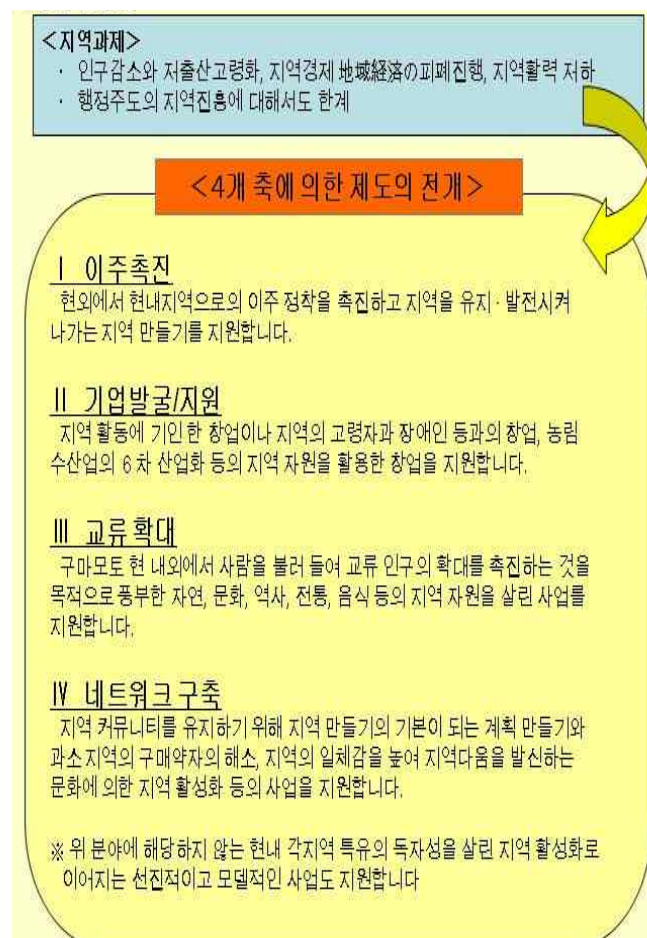 <지역과제>
· 인구감소와 저출산고령화, 지역경제 地域経済の피폐진행, 지역활력 저하
· 행정주도의 지역진흥에 대해서도 한계
<4개 축에 의한 제도의 전개>
Ⅰ 이주촉진
현외에서 현내지역으로의 이주 정착을 촉진하고 지역을 유지·발전시켜
나가는 지역 만들기를 지원합니다.
Ⅱ 기업발굴/지원
지역 활동에 기인한 창업이나 지역의 고령자과 장애인 등과의 창업, 농림
수산업의 6차 산업화 등의 지역 자원을 활용한 창업을 지원합니다.
Ⅲ 교류 확대
구마모토 현 내외에서 사람을 불러 들여 교류 인구의 확대를 촉진하는 것을
목적으로 풍부한 자연, 문화, 역사, 전통, 음식 등의 지역 자원을 살린 사업를
지원합니다.
Ⅳ 네트워크 구축
지역 커뮤니티를 유지하기 위해 지역 만들기의 기본이 되는 계획 만들기와
과소지역의 구매약자의 해소, 지역의 일체감을 높여 지역다움을 발신하는
문화에 의한 지역 활성화 등의 사업을 지원합니다.
※ 위 분야에 해당하지 않는 현내 각지역 특유의 독자성을 살린 지역 활성화로
이어지는 선진적이고 모델적인 사업도 지원합니다